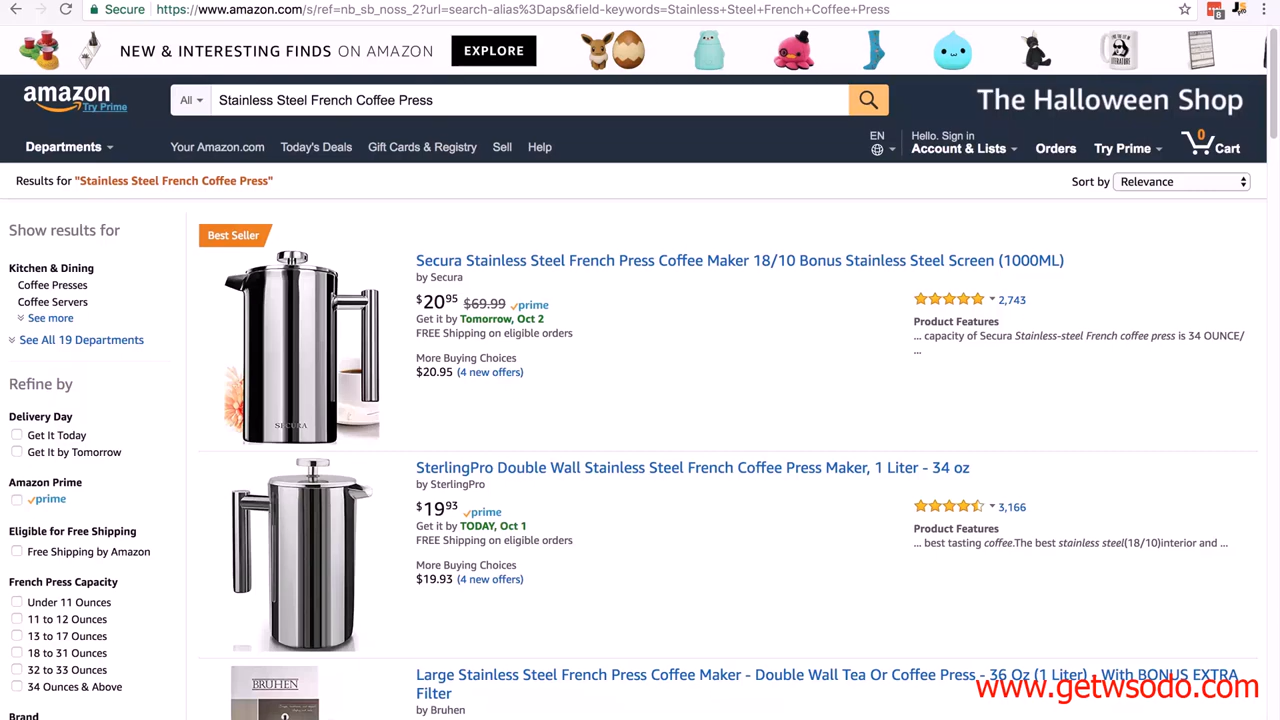 Secure https://www.amazon.com/s/ref=nb_sb_noss_2?url=search-alias%3Daps&field-keywords=Stainless+Steel+French+Coffee+Press
8
NEW & INTERESTING FINDS ON AMAZON EXPLORE
LITERATURE
amazon
Try Prime
All
Stainless Steel French Coffee Press
The Halloween Shop
Departments
Your Amazon.com Today's Deals Gift Cards & Registry Sell Help
EN
Hello. Sign in
Account & Lists
Orders
Try Prime
0
Cart
Results for "Stainless Steel French Coffee Press"
Sort by Relevance
Show results for
Kitchen & Dining
Coffee Presses
Coffee Servers
See more
See All 19 Departments
Refine by
Delivery Day
Get It Today
Get It by Tomorrow
Amazon Prime
prime
Eligible for Free Shipping
Free Shipping by Amazon
French Press Capacity
Under 11 Ounces
11 to 12 Ounces
13 to 17 Ounces
18 to 31 Ounces
32 to 33 Ounces
34 Ounces & Above
Brand
Best Seller
SECURA
Secura Stainless Steel French Press Coffee Maker 18/10 Bonus Stainless Steel Screen (1000ML)
by Secura
$20 95 $69.99 prime
Get it by Tomorrow, Oct 2
FREE Shipping on eligible orders
More Buying Choices
$20.95 (4 new offers)
2,743
Product Features
... capacity of Secura Stainless-steel French coffee press is 34 OUNCE/
...
SterlingPro Double Wall Stainless Steel French Coffee Press Maker, 1 Liter - 34 oz
by SterlingPro
$19 93 prime
Get it by TODAY, Oct 1
FREE Shipping on eligible orders
More Buying Choices
$19.93 (4 new offers)
3,166
Product Features
... best tasting coffee.The best stainless steel(18/10)interior and ...
BRUHEN
Large Stainless Steel French Press Coffee Maker - Double Wall Tea Or Coffee Press - 36 Oz (1 Liter) - With BONUS EXTRA
Filter
by Bruhen
www.getwsodo.com